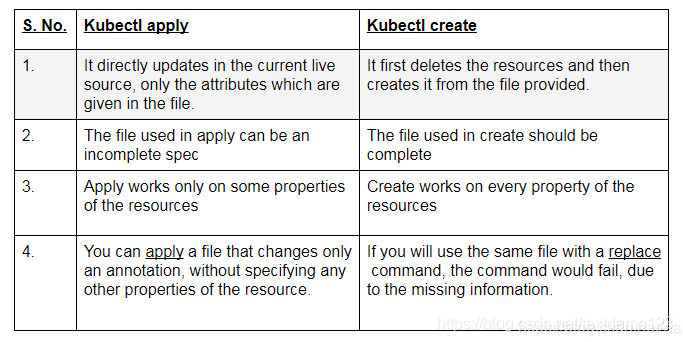 S. No. Kubectl apply Kubectl create
1. It directly updates in the current live It first deletes the resources and then
source, only the attributes which are creates it from the file provided.
given in the file.
2. The file used in apply can be an The file used in create should be
incomplete spec complete
3. Apply works only on some properties Create works on every property of the
of the resources resources
4. You can apply a file that changes only If you will use the same file with a replace
an annotation, without specifying any command, the command would fail, due
other properties of the resource. to the missing information.